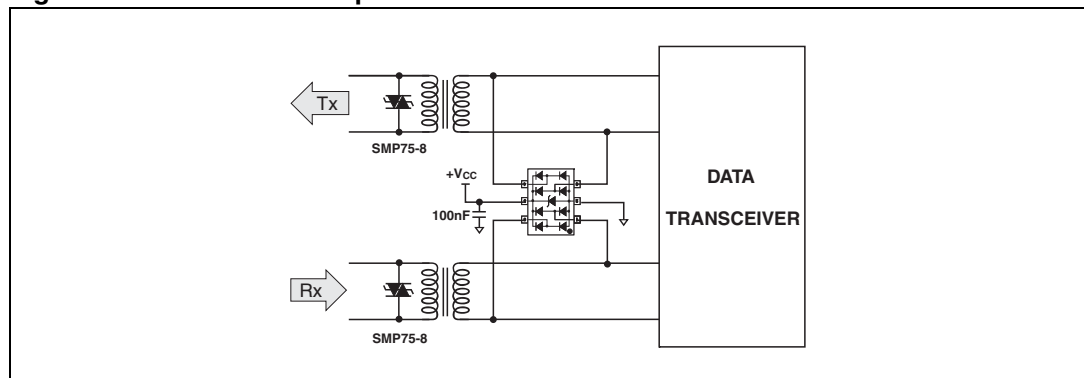 Tx
SMP75-8
+Vcc
100nF
DATA
TRANSCEIVER
Rx
SMP75-8